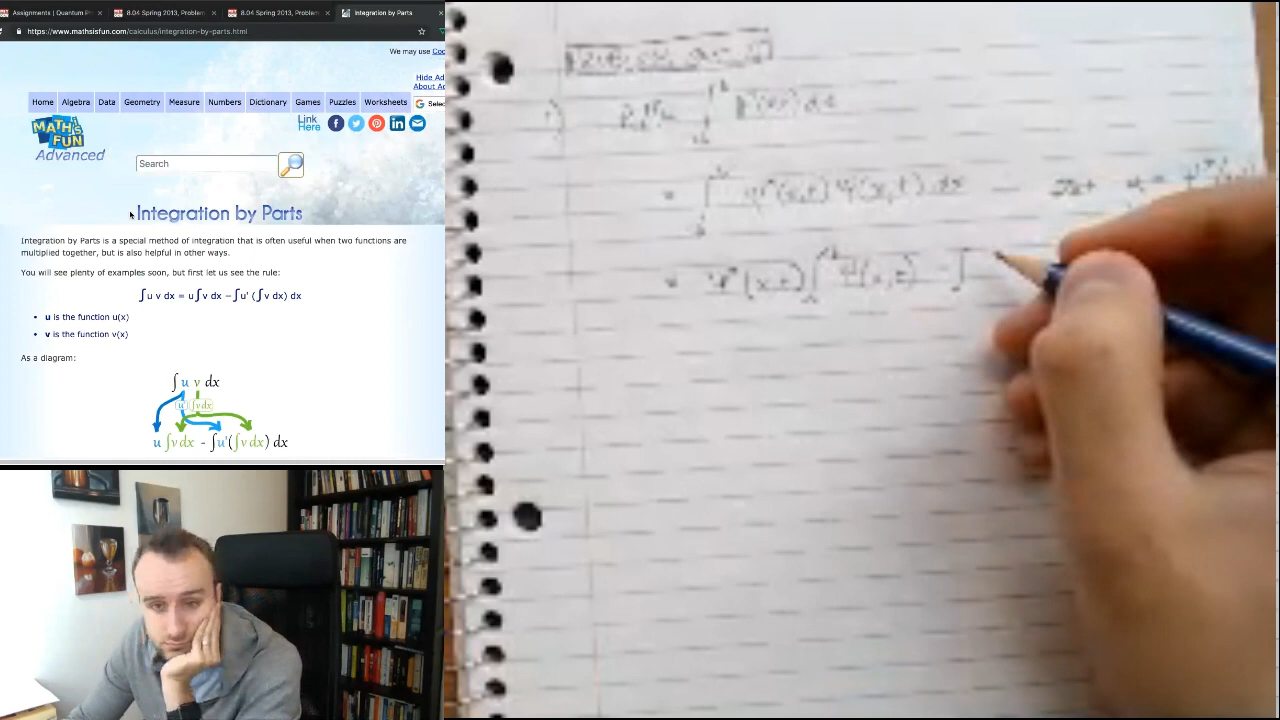 Assignments | Quantum Ph
8.04 Spring 2013, Problem
8.04 Spring 2013, Problem
Integration by Parts
https://www.mathsisfun.com/calculus/integration-by-parts.html
We may use Coo
Hide Ad
About Ad
Home Algebra Data Geometry Measure Numbers Dictionary Games Puzzles Worksheets
Selec
MATHS FUN
Advanced
Link Here
Search
Integration by Parts
Integration by Parts is a special method of integration that is often useful when two functions are
multiplied together, but is also helpful in other ways.
You will see plenty of examples soon, but first let us see the rule:
∫u v dx = u∫v dx − ∫u' (∫v dx) dx
• u is the function u(x)
• v is the function v(x)
As a diagram:
∫ u v dx
u' ∫v dx
u ∫v dx - ∫u'(∫v dx) dx
= ∫ Ψ*(x,t) Ψ(x,t) dx
= Ψ*(x,t) ∫ Ψ(x,t) - ∫